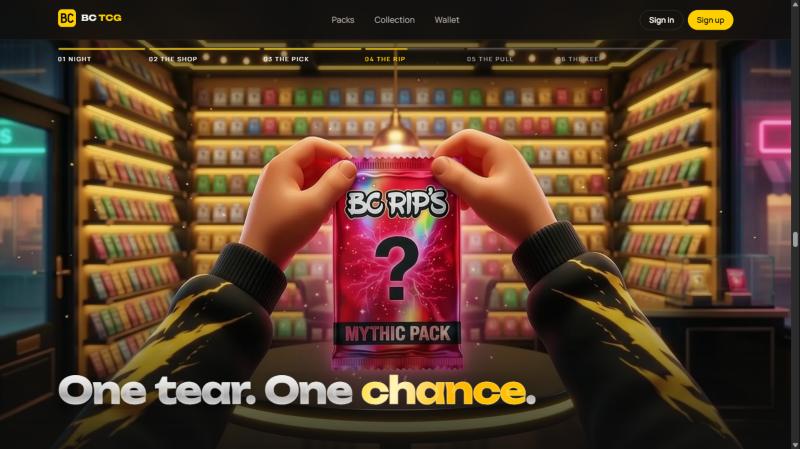 BC
BC TCG
Packs
Collection
Wallet
Sign in
Sign up
01 NIGHT
02 THE SHOP
03 THE PICK
04 THE RIP
05 THE PULL
BC RIP'S
?
MYTHIC PACK
One tear. One chance.